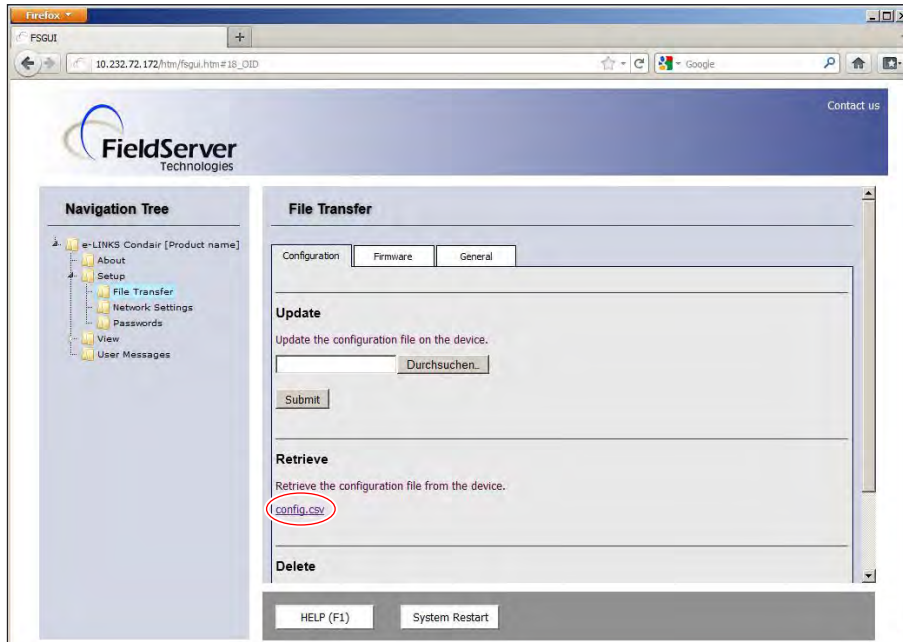 Firefox
FSGUI
+
10.232.72.172/htm/fsgui.htm#18_OID
Google
Contact us
FieldServer
Technologies
Navigation Tree
e-LINKS Condair [Product name]
About
Setup
File Transfer
Network Settings
Passwords
View
User Messages
File Transfer
Configuration
Firmware
General
Update
Update the configuration file on the device.
Durchsuchen_
Submit
Retrieve
Retrieve the configuration file from the device.
config.csv
Delete
HELP (F1)
System Restart